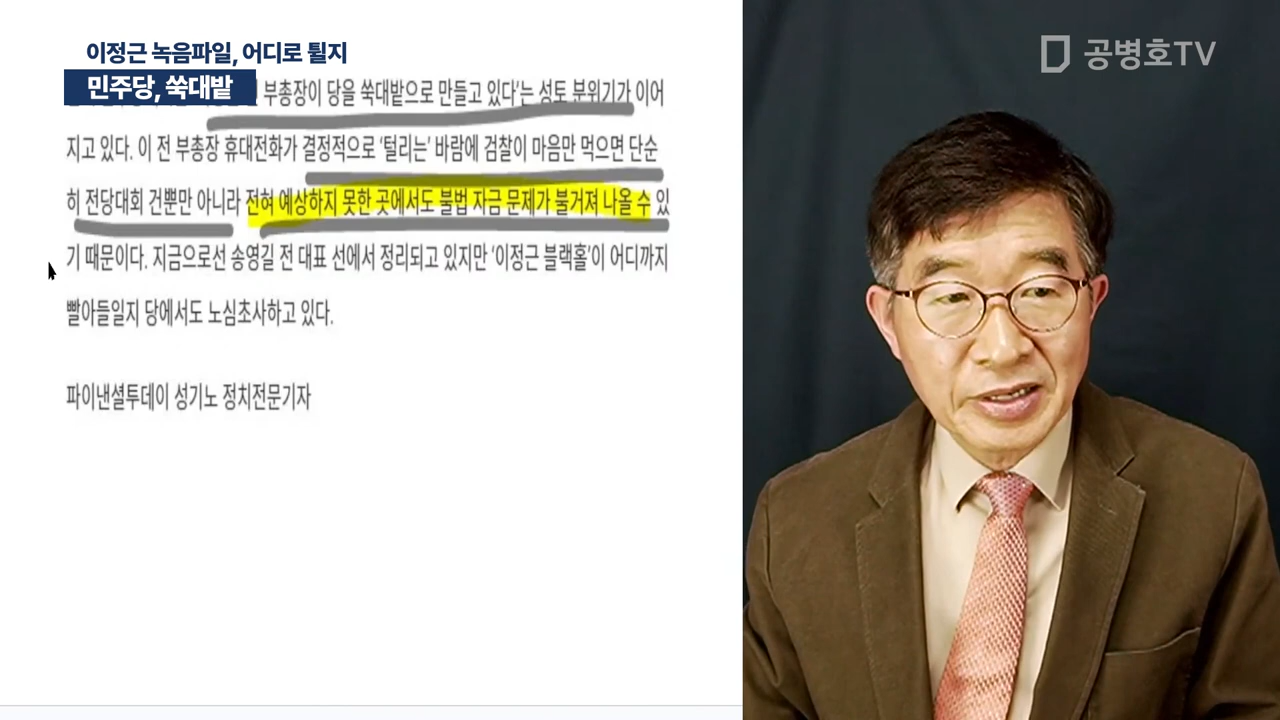 이정근 녹음파일, 어디로 튈지
공병호TV
민주당, 쑥대밭
부총장이 당을 쑥대밭으로 만들고 있다’는 성토 분위기가 이어
지고 있다. 이 전 부총장 휴대전화가 결정적으로 ‘털리는’ 바람에 검찰이 마음만 먹으면 단순
히 전당대회 건뿐만 아니라 전혀 예상하지 못한 곳에서도 불법 자금 문제가 불거져 나올 수 있
기 때문이다. 지금으로선 송영길 전 대표 선에서 정리되고 있지만 ‘이정근 블랙홀’이 어디까지
빨아들일지 당에서도 노심초사하고 있다.
파이낸셜투데이 성기노 정치전문기자